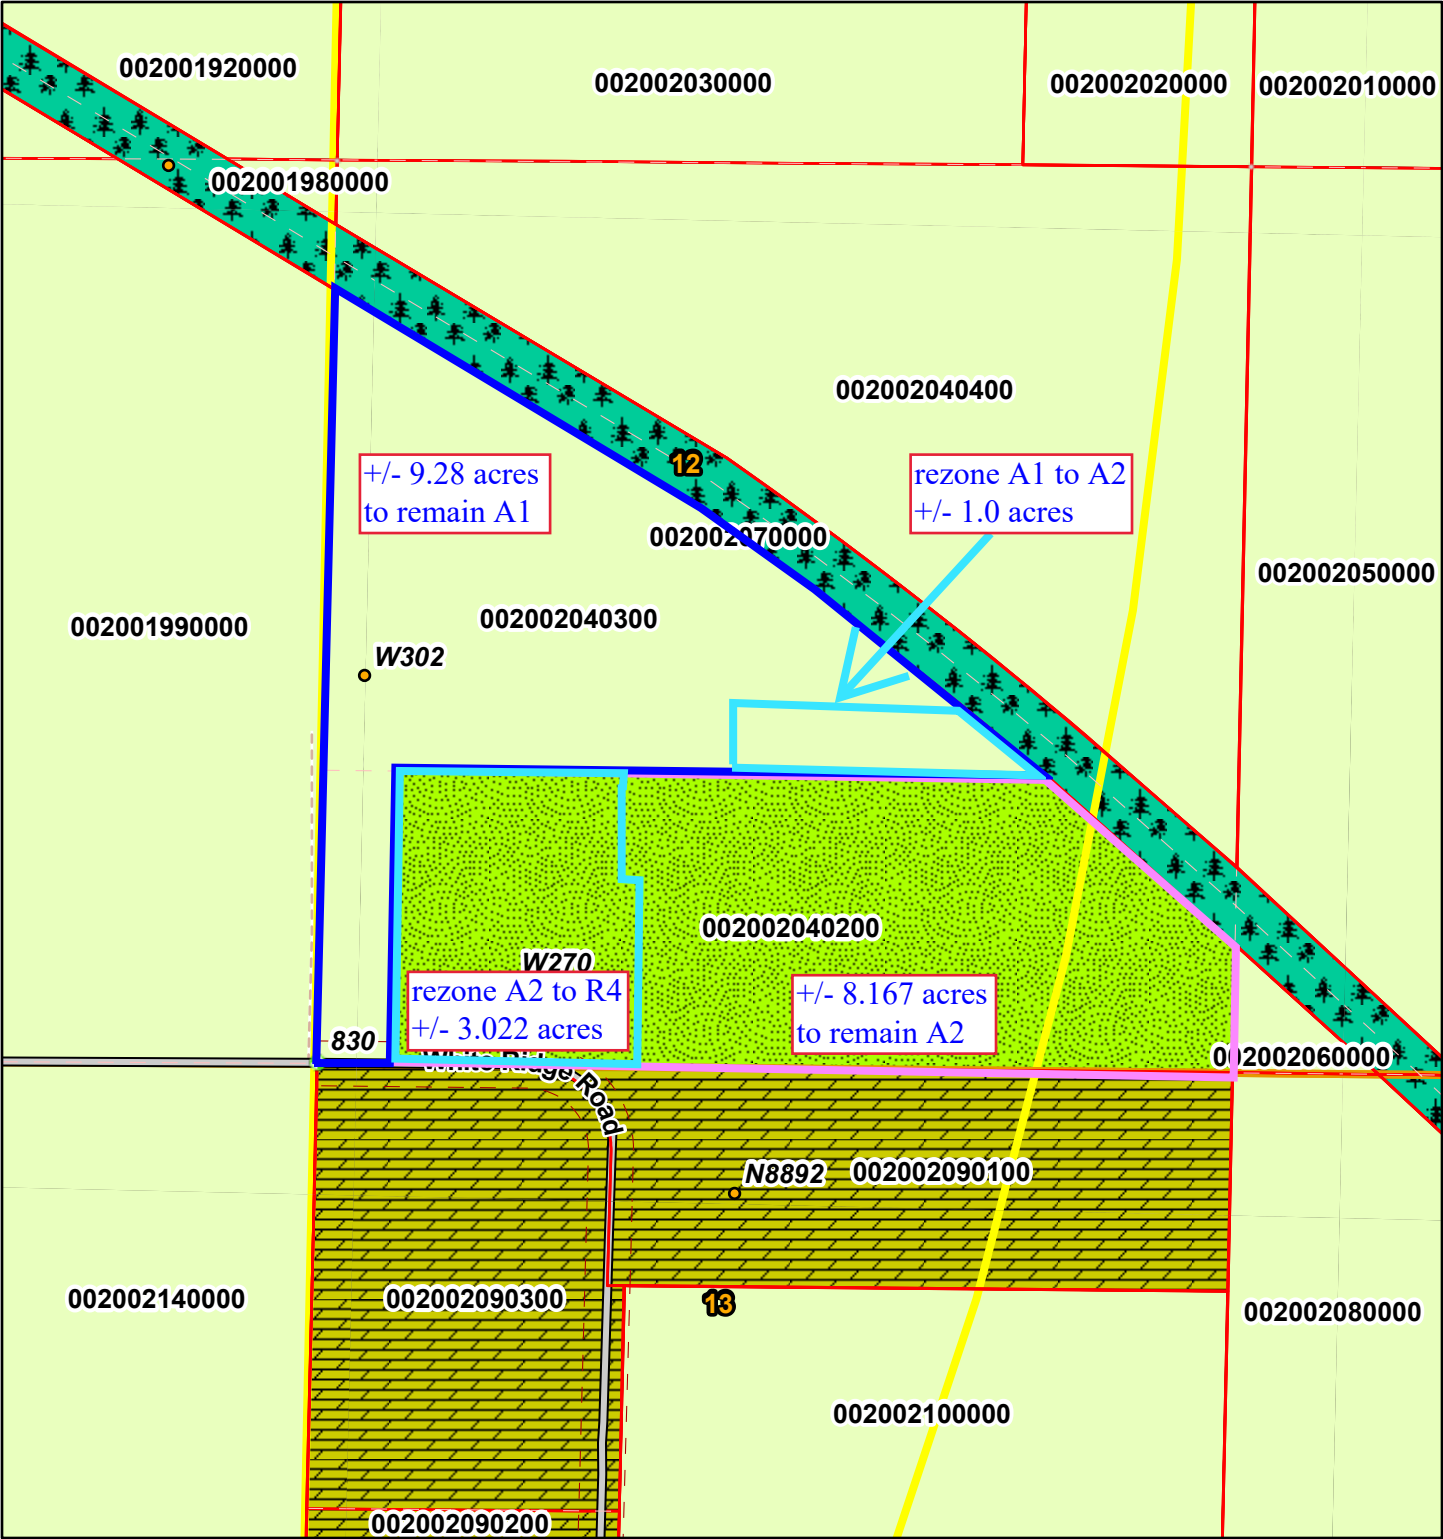 002001920000
002002030000
002002020000
002002010000
002001980000
002002040400
+/- 9.28 acres
to remain A1
12
rezone A1 to A2
+/- 1.0 acres
002002070000
002002050000
002001990000
002002040300
W302
002002040200
W270
rezone A2 to R4
+/- 3.022 acres
+/- 8.167 acres
to remain A2
830
White Ridge Road
002002060000
N8892
002002090100
002002140000
002002090300
13
002002080000
002002100000
002002090200